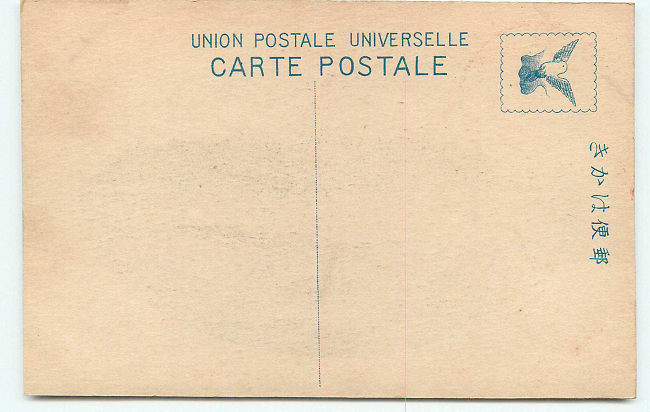 UNION POSTALE UNIVERSELLE
CARTE POSTALE
郵便はかき